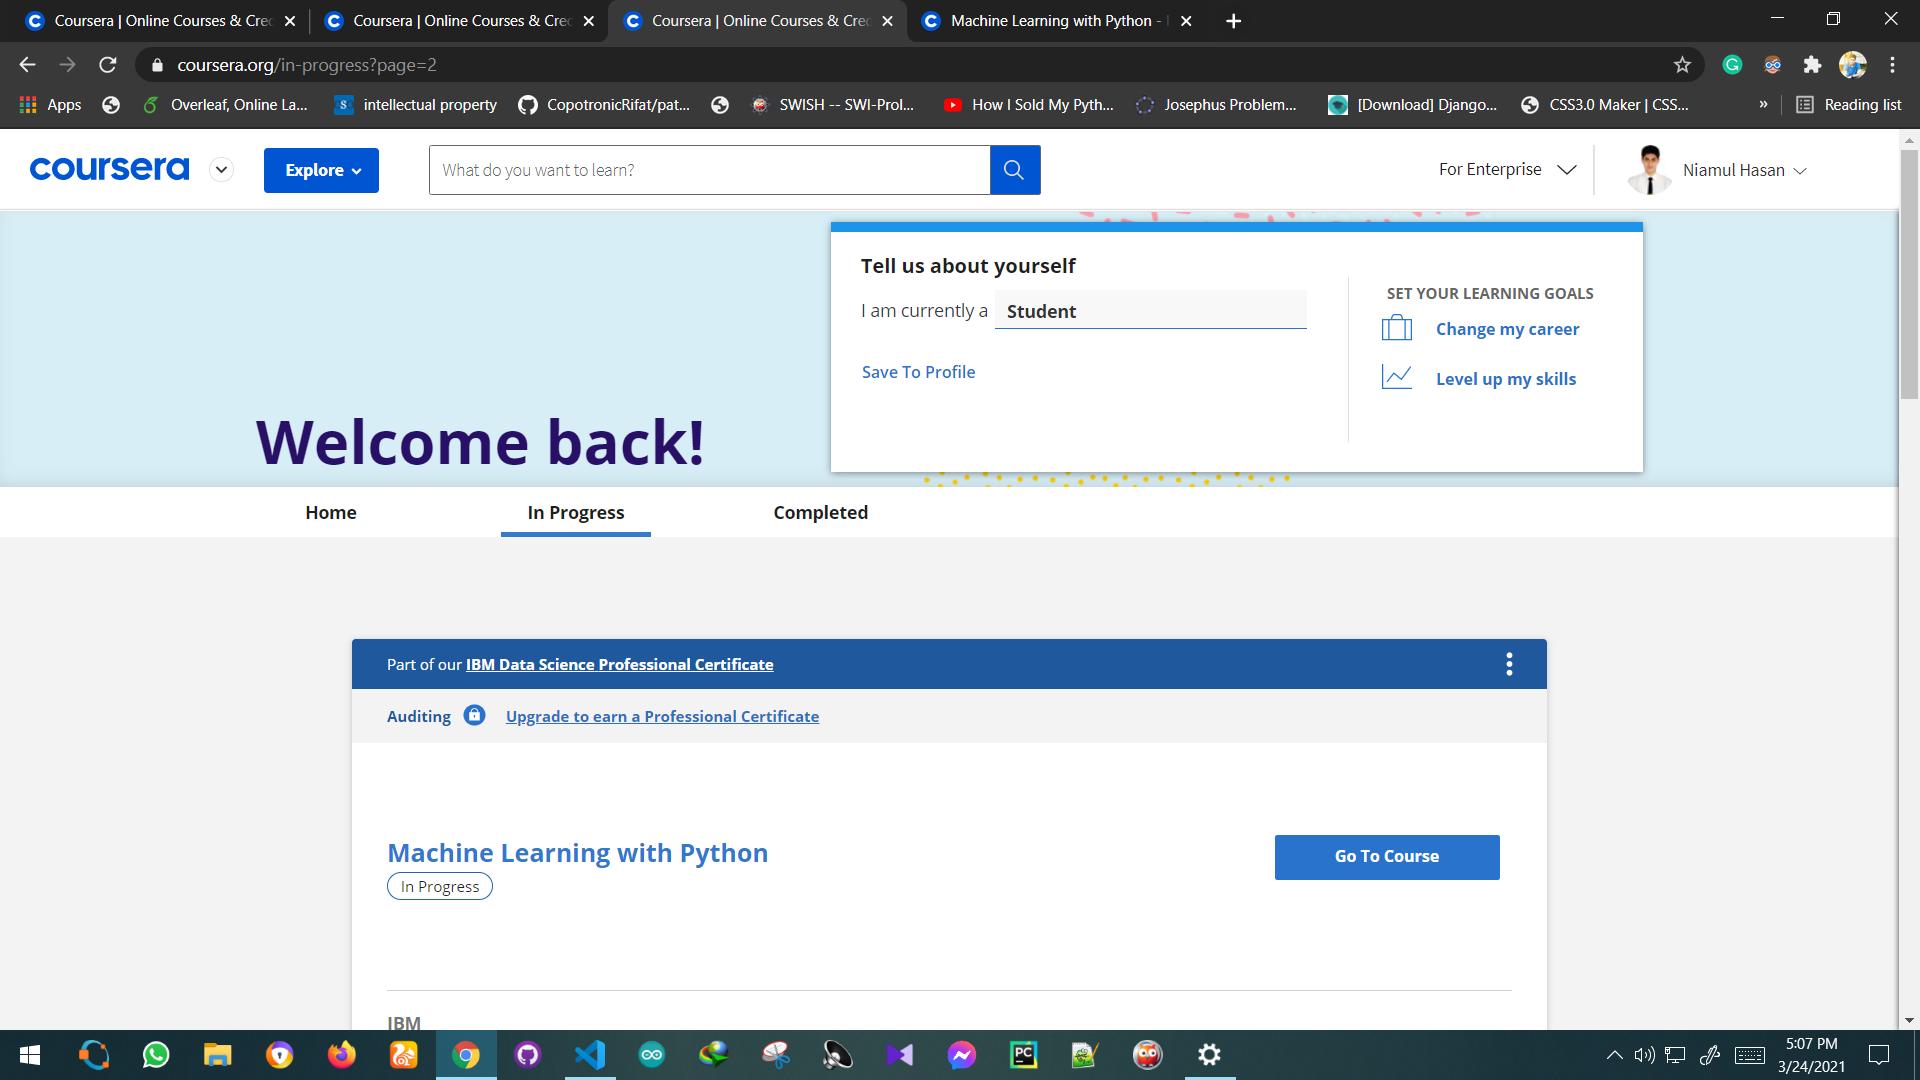 Coursera | Online Courses & Cre
Coursera | Online Courses & Cre
Coursera | Online Courses & Cre
Machine Learning with Python -
coursera.org/in-progress?page=2
Apps
Overleaf, Online La...
intellectual property
CopotronicRifat/pat...
SWISH -- SWI-Prol...
How I Sold My Pyth...
Josephus Problem...
[Download] Django...
CSS3.0 Maker | CSS...
»
Reading list
coursera
Explore
What do you want to learn?
For Enterprise
Niamul Hasan
Tell us about yourself
I am currently a Student
Save To Profile
SET YOUR LEARNING GOALS
Change my career
Level up my skills
Welcome back!
Home
In Progress
Completed
Part of our IBM Data Science Professional Certificate
Auditing
Upgrade to earn a Professional Certificate
Machine Learning with Python
In Progress
Go To Course
IBM
5:07 PM
3/24/2021